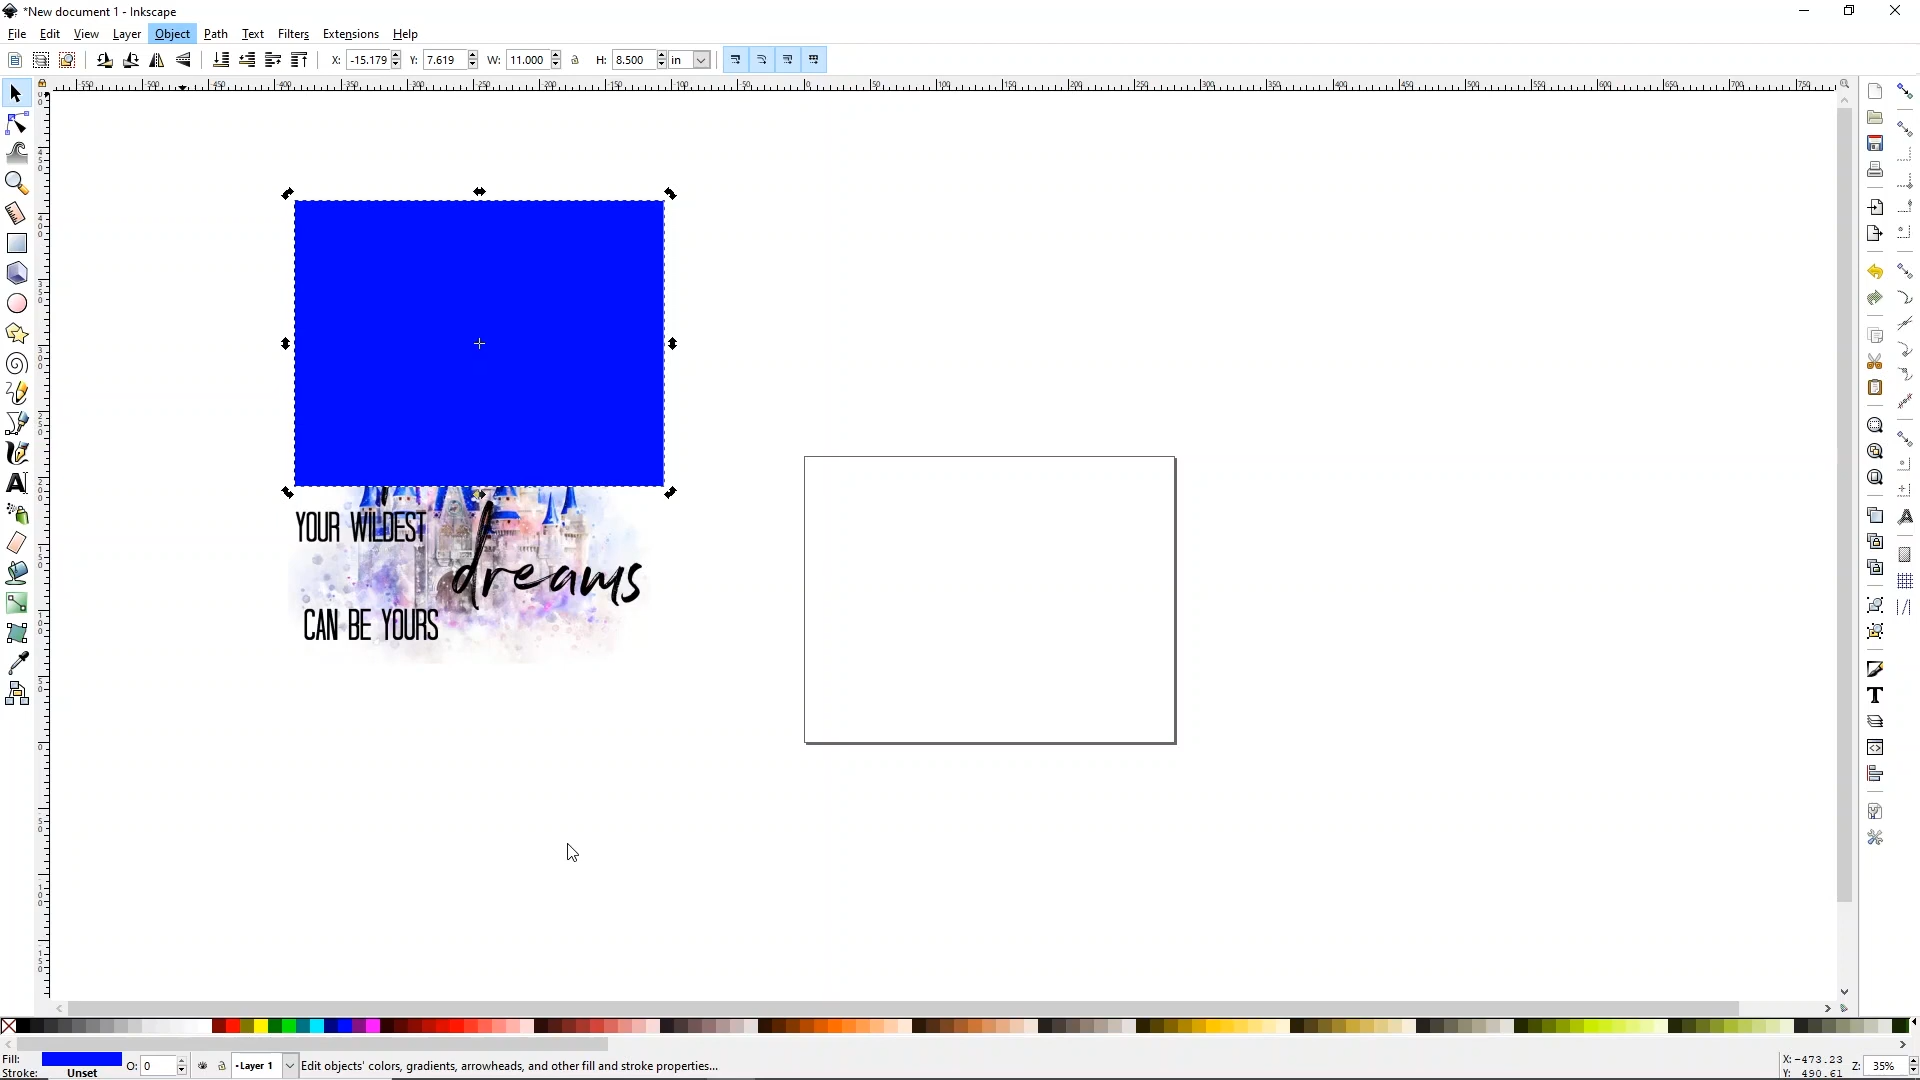 *New document 1 - Inkscape
File Edit View Layer Object Path Text Filters Extensions Help
X: -15.179 Y: 7.619 W: 11.000 H: 8.500 in
YOUR WILDEST
dreams
CAN BE YOURS
Fill:
Stroke: Unset O: 0 •Layer 1 Edit objects' colors, gradients, arrowheads, and other fill and stroke properties...
X: -473.23
Y: 490.61
Z: 35%